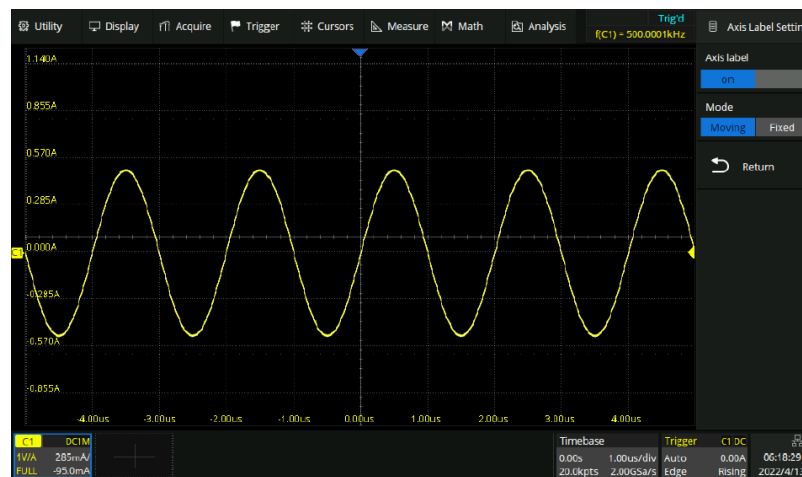 Utility Display Acquire Trigger Cursors Measure Math Analysis
Trig'd
f(C1) = 500.0001kHz
Axis Label Settin
Axis label
on
Mode
Moving Fixed
Return
1.140A
0.855A
0.570A
0.285A
C1 0.000A
-0.285A
-0.570A
-0.855A
-4.00us -3.00us -2.00us -1.00us 0.00us 1.00us 2.00us 3.00us 4.00us
C1 DC1M
1V/A 285mA/
FULL -95.0mA
Timebase
0.00s 1.00us/div
20.0kpts 2.00GSa/s
Trigger C1 DC
Auto 0.00A
Edge Rising
06:18:29
2022/4/13